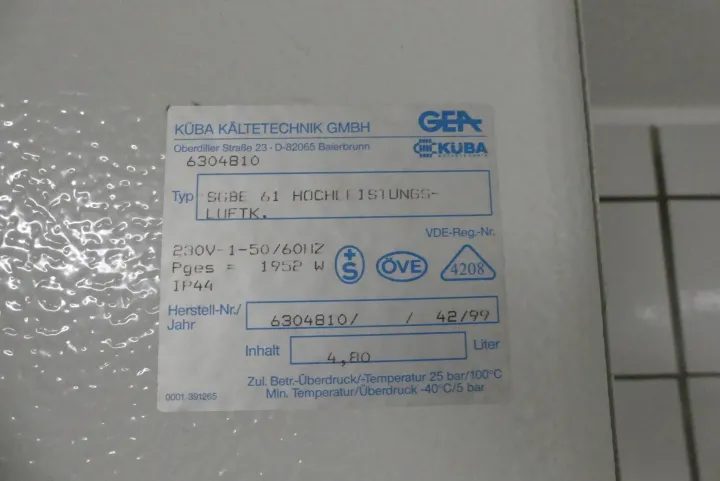 KÜBA KÄLTETECHNIK GMBH
GEA
Oberdiller Straße 23 - D-82065 Baierbrunn
KÜBA
KÄLTETECHNIK
6304810
Typ SGBE 61 HOCHLEISTUNGS-
LUFTK.
VDE-Reg.-Nr.
230V-1-50/60HZ
Pges = 1952 W
+S
ÖVE
4208
IP44
Herstell-Nr./
Jahr
6304810/ / 42/99
Inhalt 4,80 Liter
Zul. Betr.-Überdruck/-Temperatur 25 bar/100°C
Min. Temperatur/Überdruck -40°C/5 bar
0001 391265